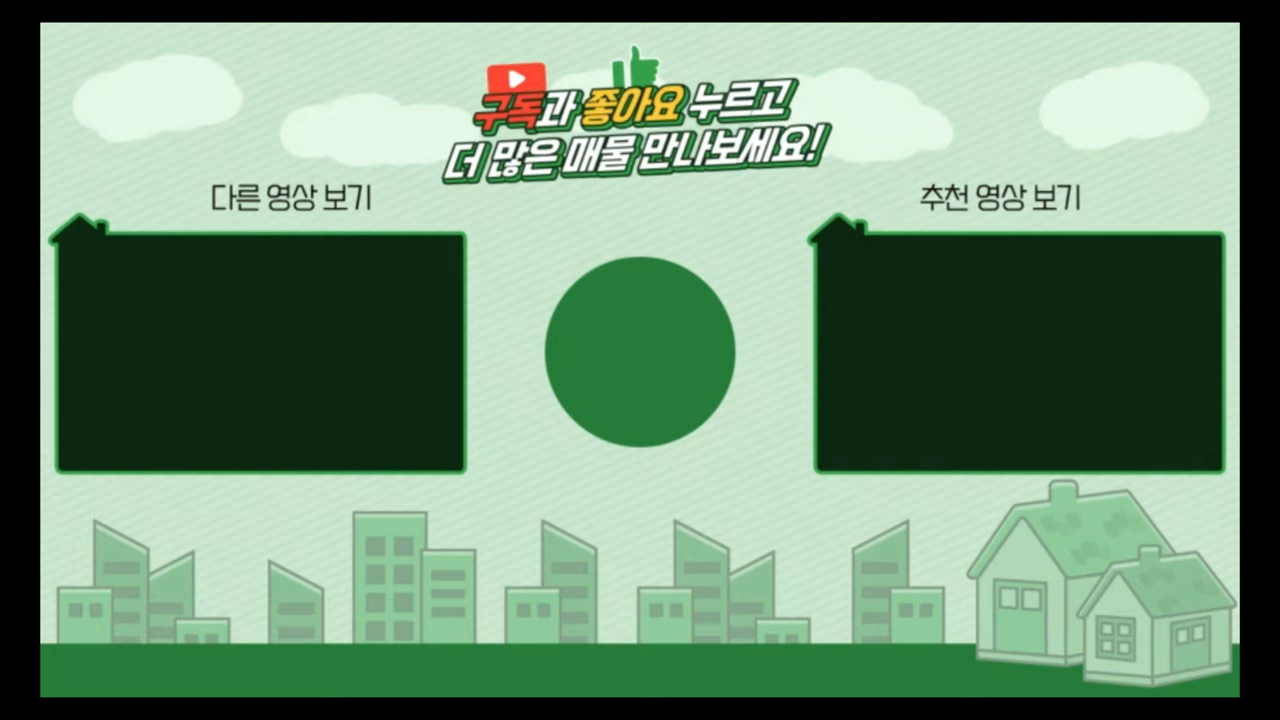 구독과 좋아요 누르고
더 많은 매물 만나보세요!
다른 영상 보기
추천 영상 보기